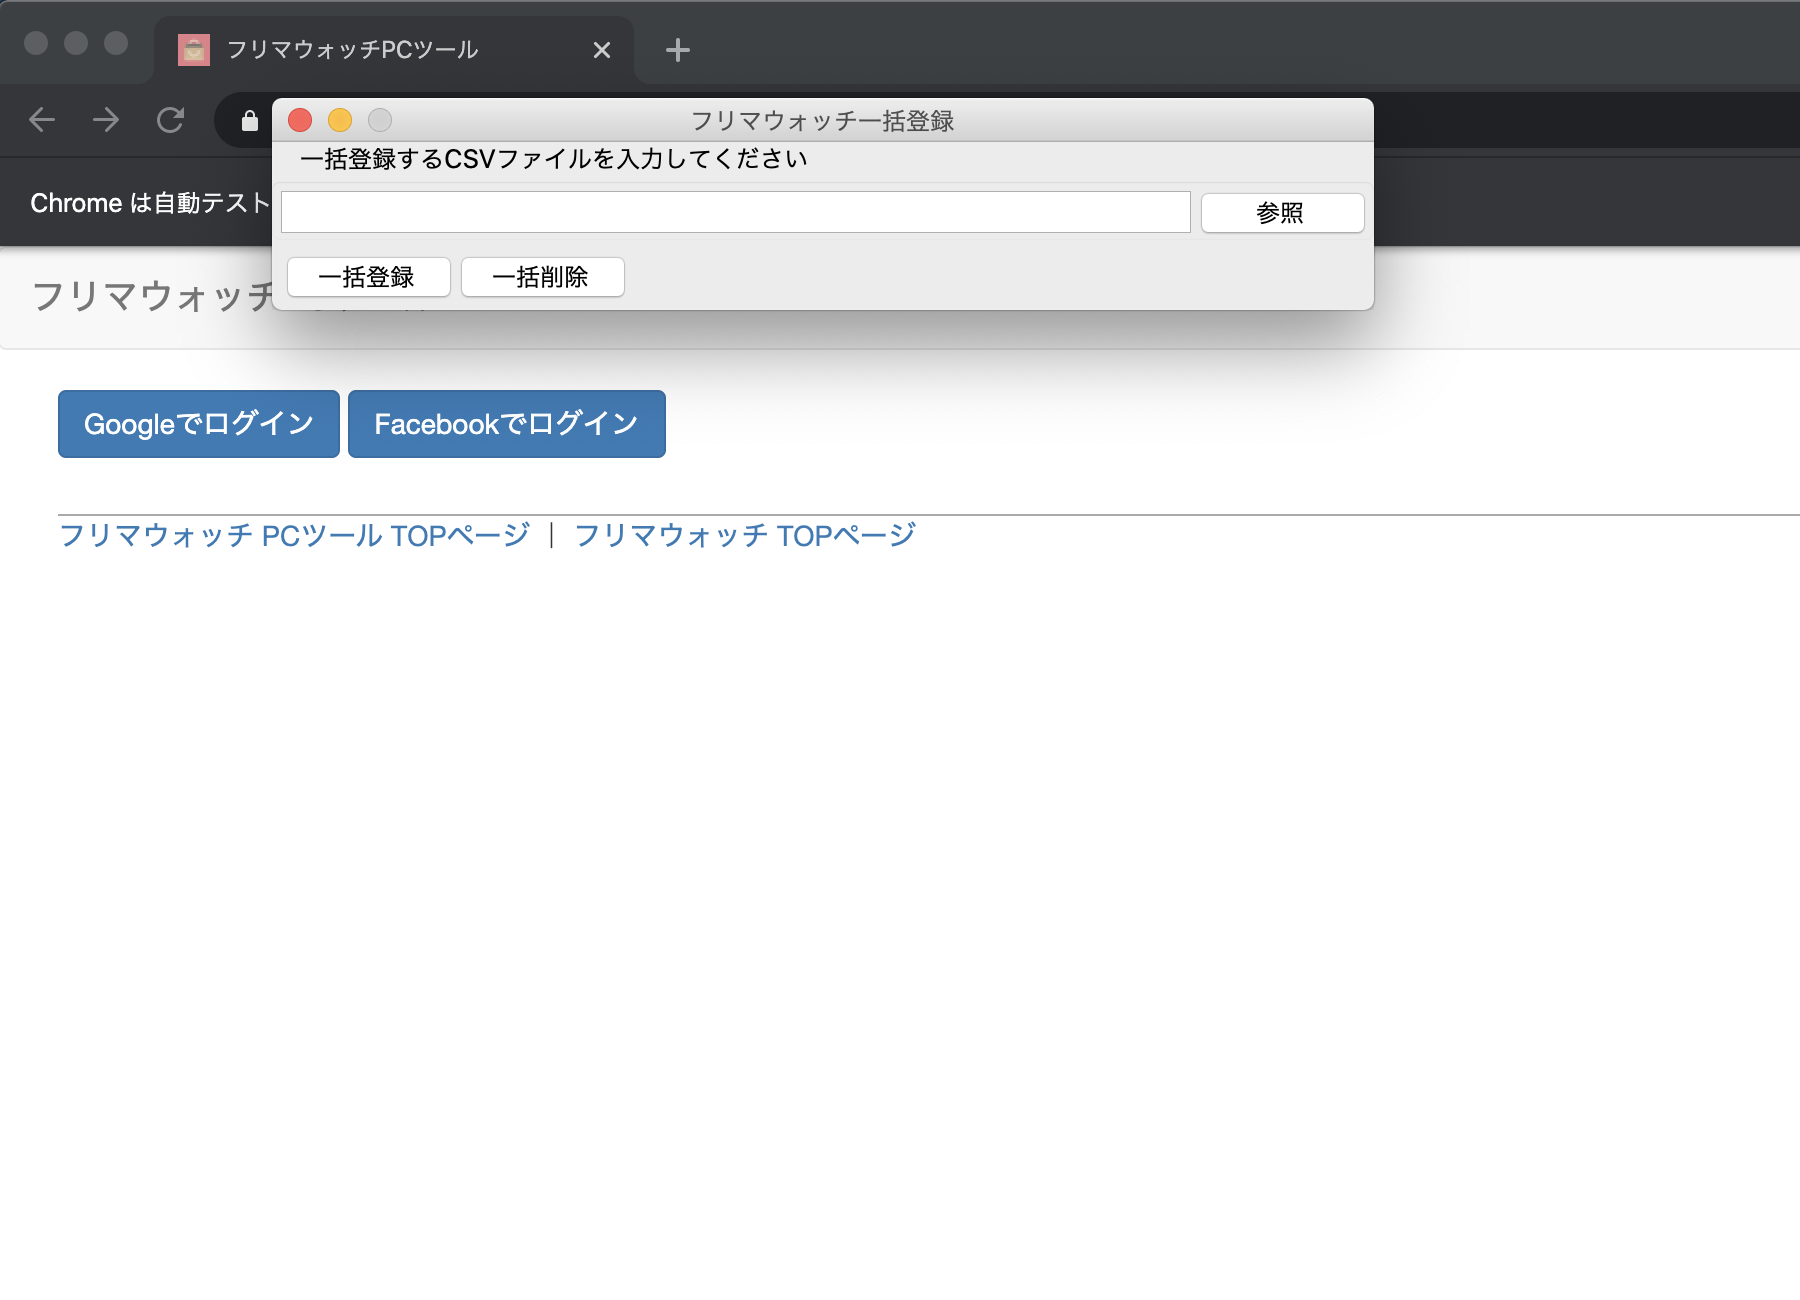 フリマウォッチPCツール
フリマウォッチ一括登録
一括登録するCSVファイルを入力してください
Chrome は自動テスト
参照
一括登録 一括削除
フリマウォッチ
Googleでログイン Facebookでログイン
フリマウォッチ PCツール TOPページ | フリマウォッチ TOPページ